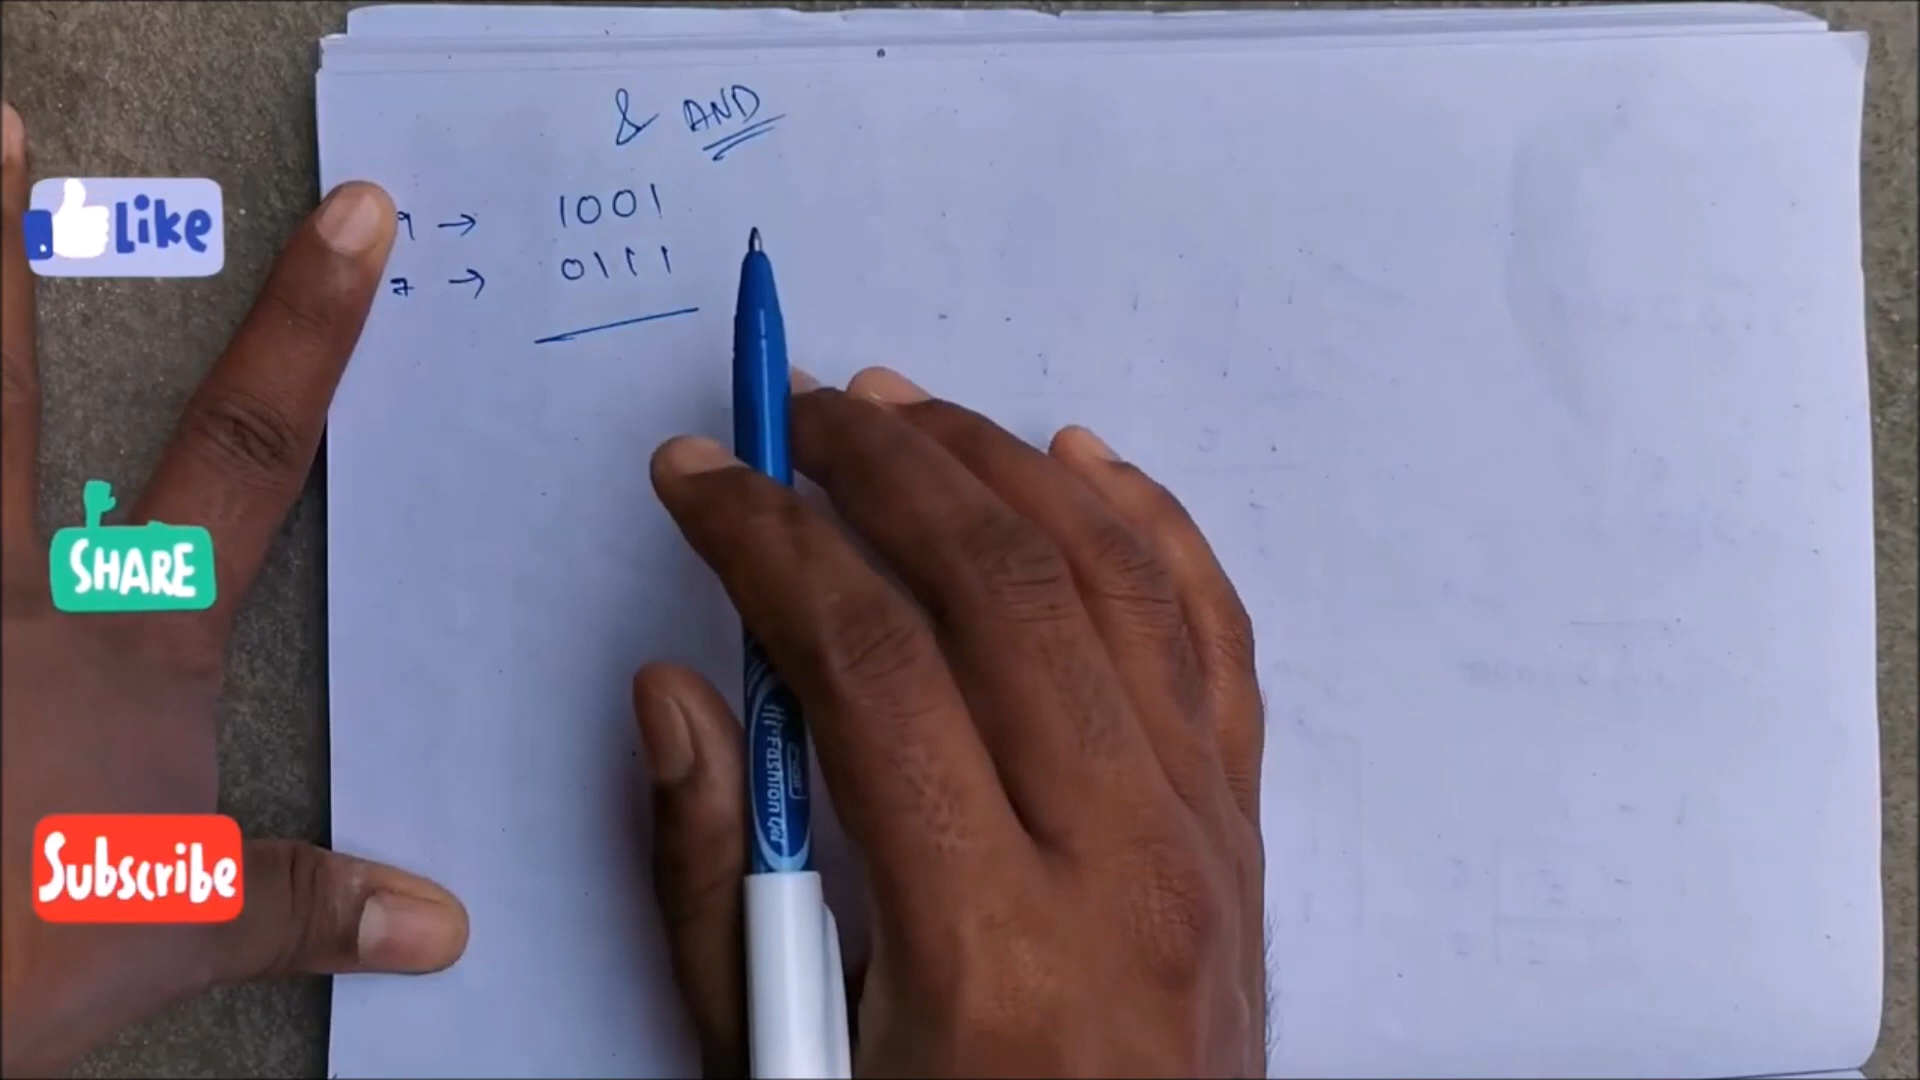 & AND
9 → 1001
7 → 0111
Like
SHARE
Subscribe
Hi-Fashion Gel